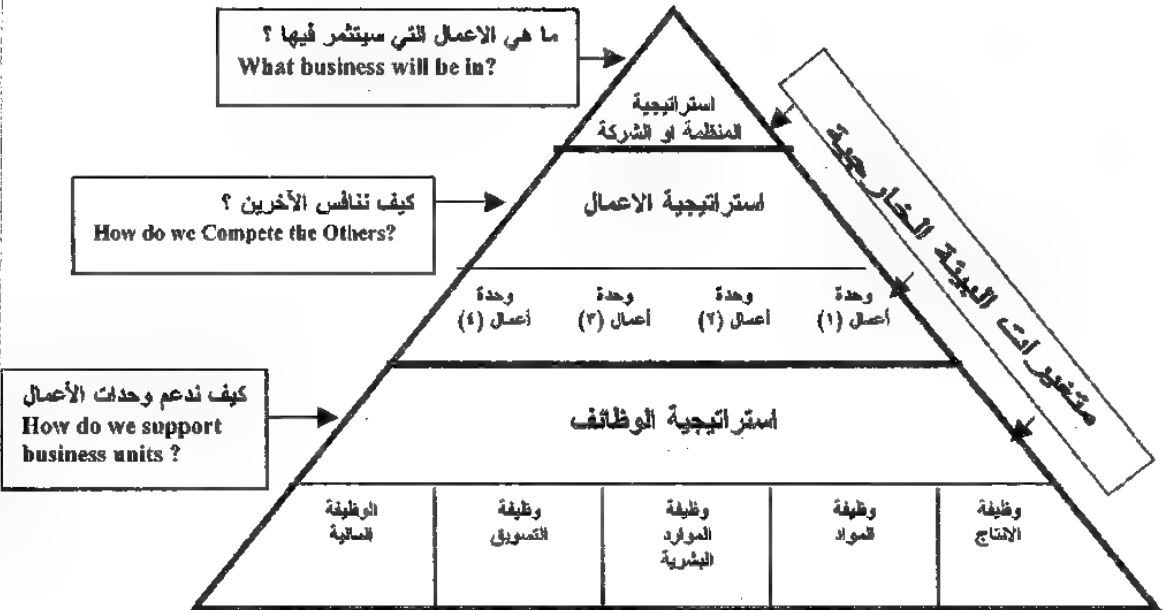 ما هي الاعمال التي سيتثمر فيها ؟
What business will be in?
استراتيجية
المنظمة او الشركة
كيف تنافس الآخرين ؟
How do we Compete the Others?
استراتيجية الاعمال
وحدة
أعمال (١)
وحدة
أعمال (٢)
وحدة
أعمال (٣)
وحدة
أعمال (٤)
كيف ندعم وحدات الأعمال
How do we support
business units ?
استراتيجية الوظائف
وظيفة
الانتاج
وظيفة
المواد
وظيفة
الموارد
البشرية
وظيفة
التسويق
الوظيفة
المالية
متغيرات البيئة الخارجية